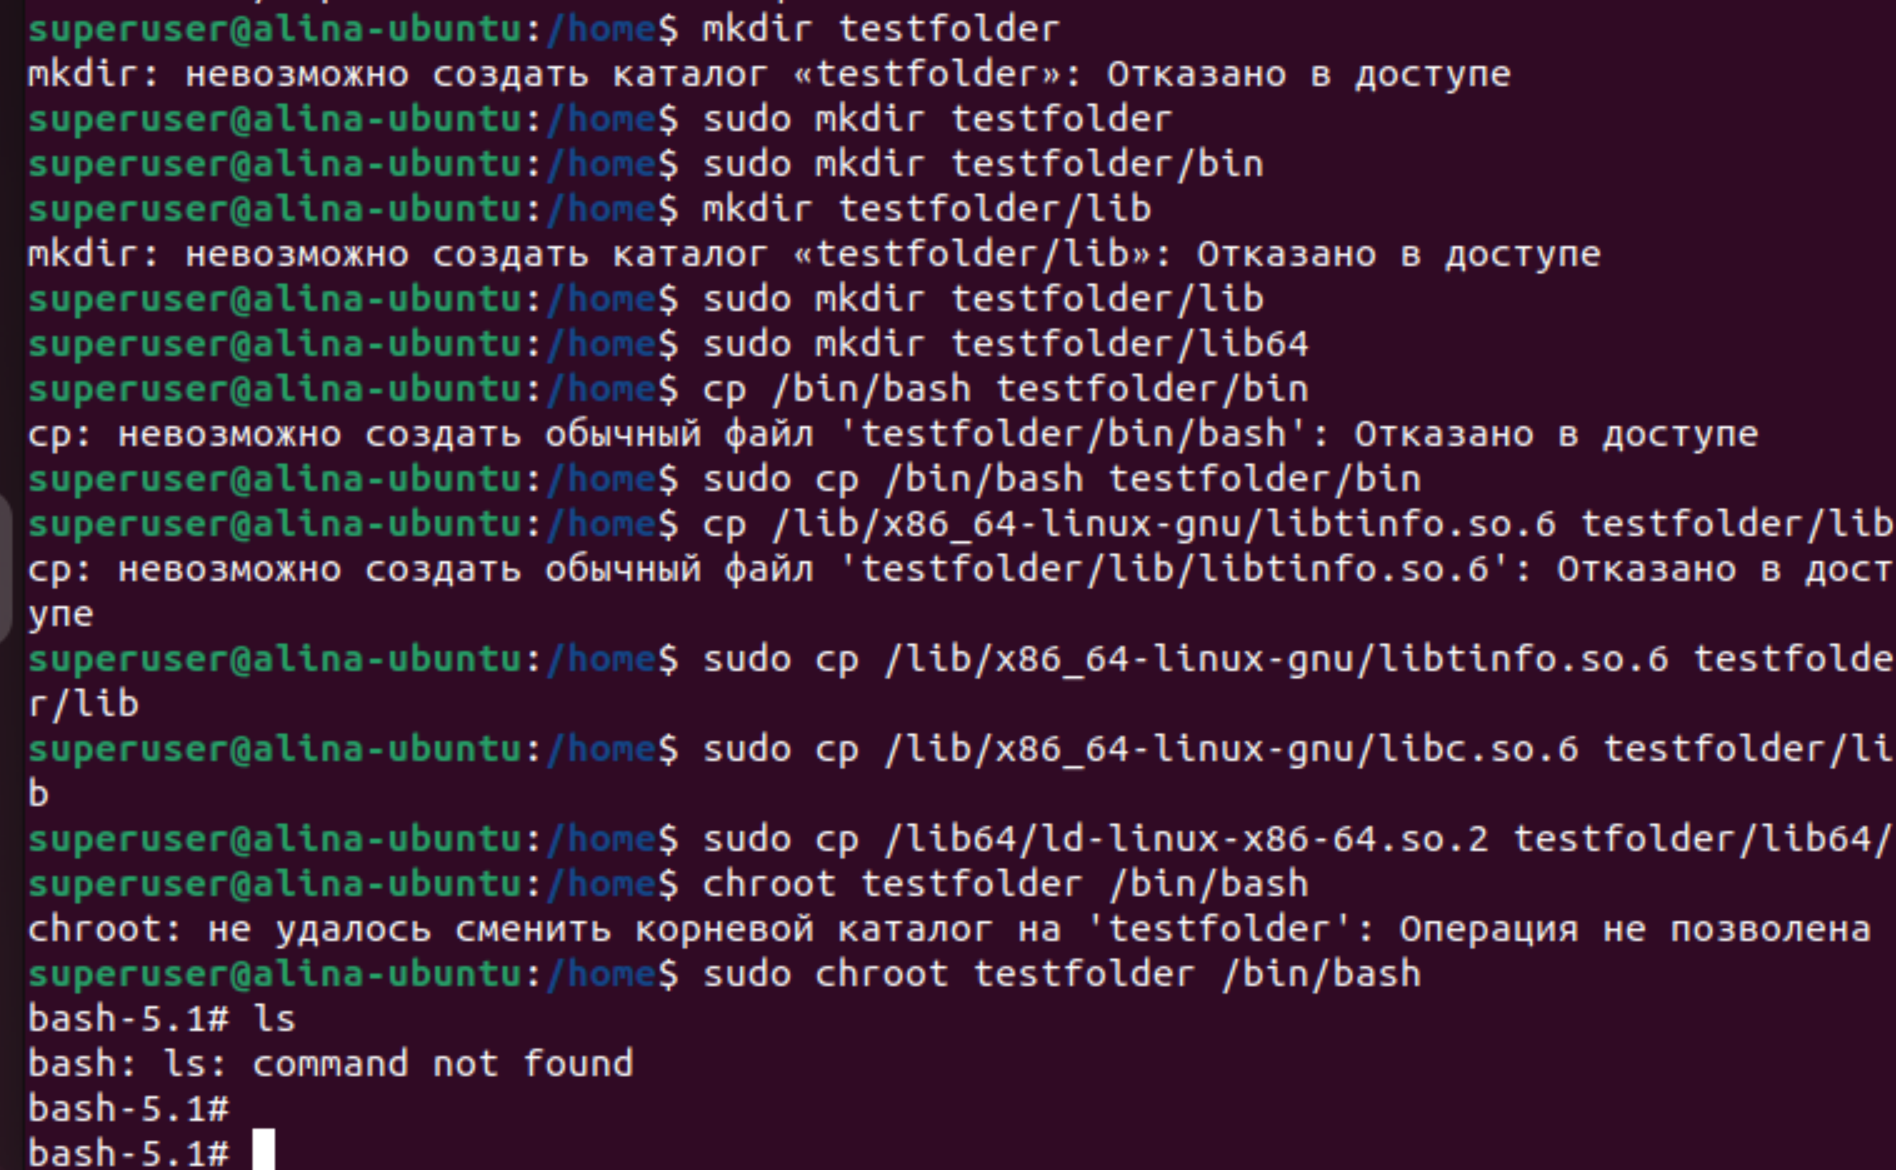 superuser@alina-ubuntu:/home$ mkdir testfolder
mkdir: невозможно создать каталог «testfolder»: Отказано в доступе
superuser@alina-ubuntu:/home$ sudo mkdir testfolder
superuser@alina-ubuntu:/home$ sudo mkdir testfolder/bin
superuser@alina-ubuntu:/home$ mkdir testfolder/lib
mkdir: невозможно создать каталог «testfolder/lib»: Отказано в доступе
superuser@alina-ubuntu:/home$ sudo mkdir testfolder/lib
superuser@alina-ubuntu:/home$ sudo mkdir testfolder/lib64
superuser@alina-ubuntu:/home$ cp /bin/bash testfolder/bin
cp: невозможно создать обычный файл 'testfolder/bin/bash': Отказано в доступе
superuser@alina-ubuntu:/home$ sudo cp /bin/bash testfolder/bin
superuser@alina-ubuntu:/home$ cp /lib/x86_64-linux-gnu/libtinfo.so.6 testfolder/lib
cp: невозможно создать обычный файл 'testfolder/lib/libtinfo.so.6': Отказано в дост
упе
superuser@alina-ubuntu:/home$ sudo cp /lib/x86_64-linux-gnu/libtinfo.so.6 testfolde
r/lib
superuser@alina-ubuntu:/home$ sudo cp /lib/x86_64-linux-gnu/libc.so.6 testfolder/li
b
superuser@alina-ubuntu:/home$ sudo cp /lib64/ld-linux-x86-64.so.2 testfolder/lib64/
superuser@alina-ubuntu:/home$ chroot testfolder /bin/bash
chroot: не удалось сменить корневой каталог на 'testfolder': Операция не позволена
superuser@alina-ubuntu:/home$ sudo chroot testfolder /bin/bash
bash-5.1# ls
bash: ls: command not found
bash-5.1#
bash-5.1#